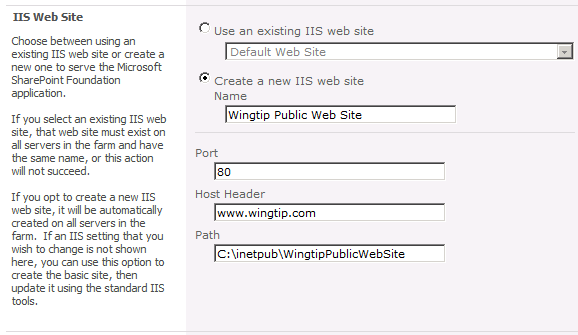 IIS Web Site
Choose between using an
existing IIS web site or create a
new one to serve the Microsoft
SharePoint Foundation
application.
If you select an existing IIS web
site, that web site must exist on
all servers in the farm and have
the same name, or this action
will not succeed.
If you opt to create a new IIS
web site, it will be automatically
created on all servers in the
farm.  If an IIS setting that you
wish to change is not shown
here, you can use this option to
create the basic site, then
update it using the standard IIS
tools.
Use an existing IIS web site
Default Web Site
Create a new IIS web site
Name
Wingtip Public Web Site
Port
80
Host Header
www.wingtip.com
Path
C:\inetpub\WingtipPublicWebSite